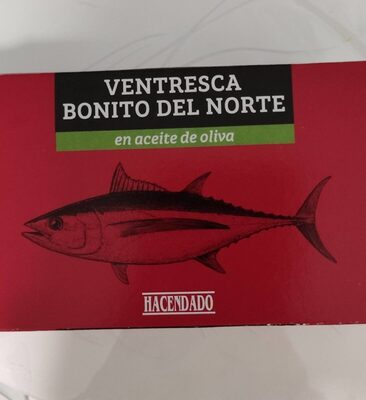 VENTRESCA
BONITO DEL NORTE
en aceite de oliva
HACENDADO